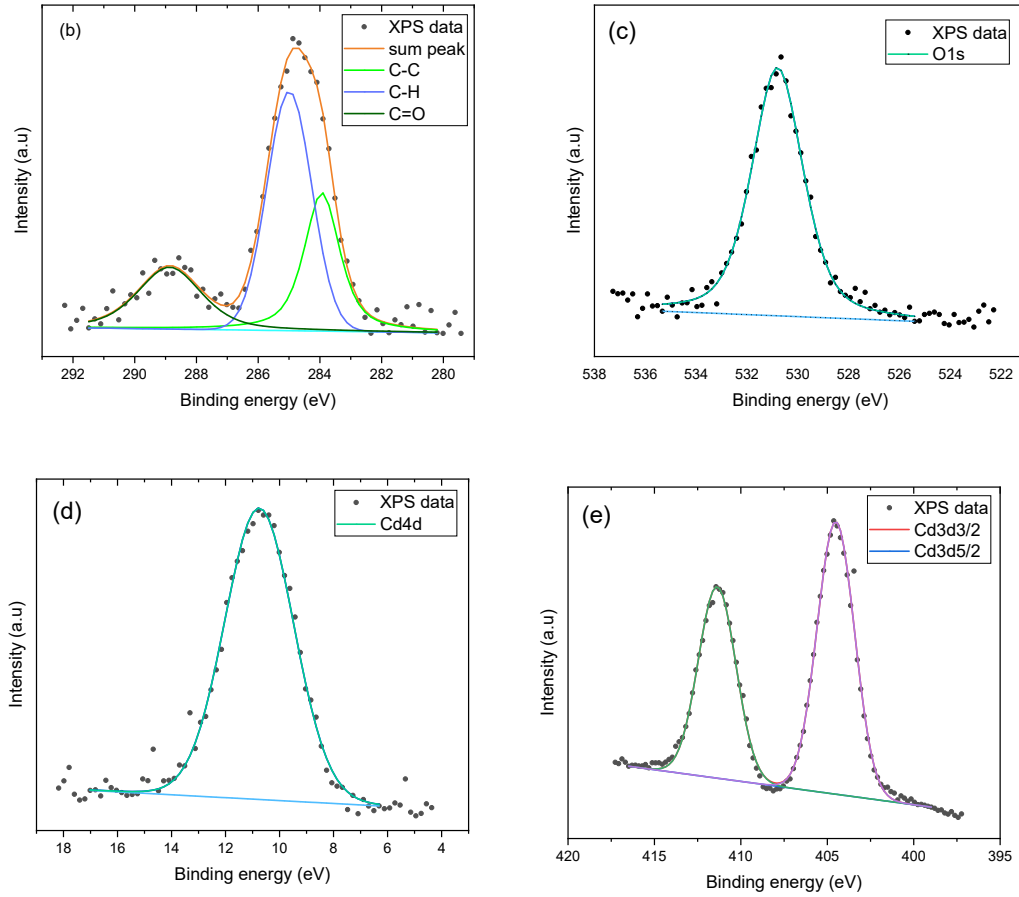 (b)
XPS data
sum peak
C-C
C-H
C=O
Intensity (a.u)
292 290 288 286 284 282 280
Binding energy (eV)
(c)
XPS data
O1s
Intensity (a.u)
538 536 534 532 530 528 526 524 522
Binding energy (eV)
(d)
XPS data
Cd4d
Intensity (a.u)
18 16 14 12 10 8 6 4
Binding energy (eV)
(e)
XPS data
Cd3d3/2
Cd3d5/2
Intensity (a.u)
420 415 410 405 400 395
Binding energy (eV)